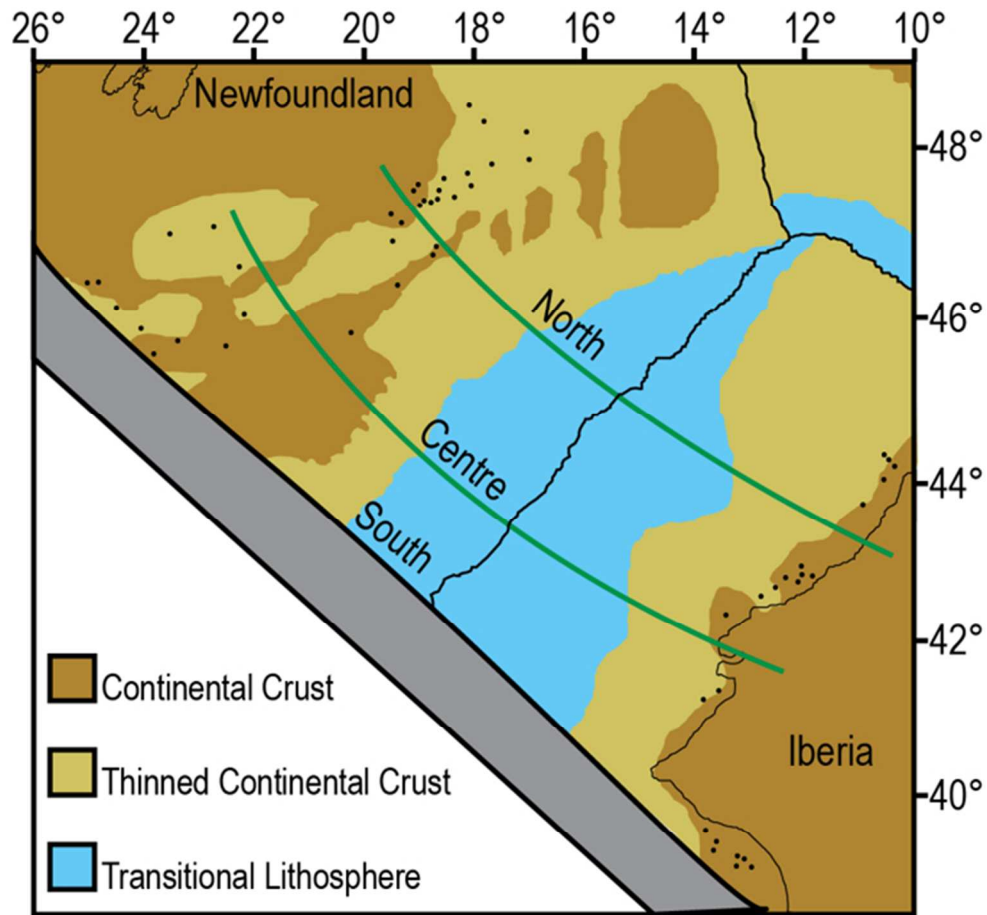 26° 24° 22° 20° 18° 16° 14° 12° 10°
Newfoundland
48°
46°
North
44°
Centre
South
42°
Continental Crust
Iberia
Thinned Continental Crust
40°
Transitional Lithosphere